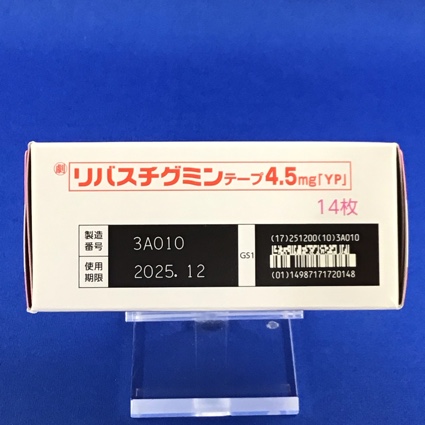 劇 リバスチグミンテープ4.5mg「YP」
14枚
製造番号 3A010
使用期限 2025.12
GS1
(17)251200(10)3A010
(01)14987171720148